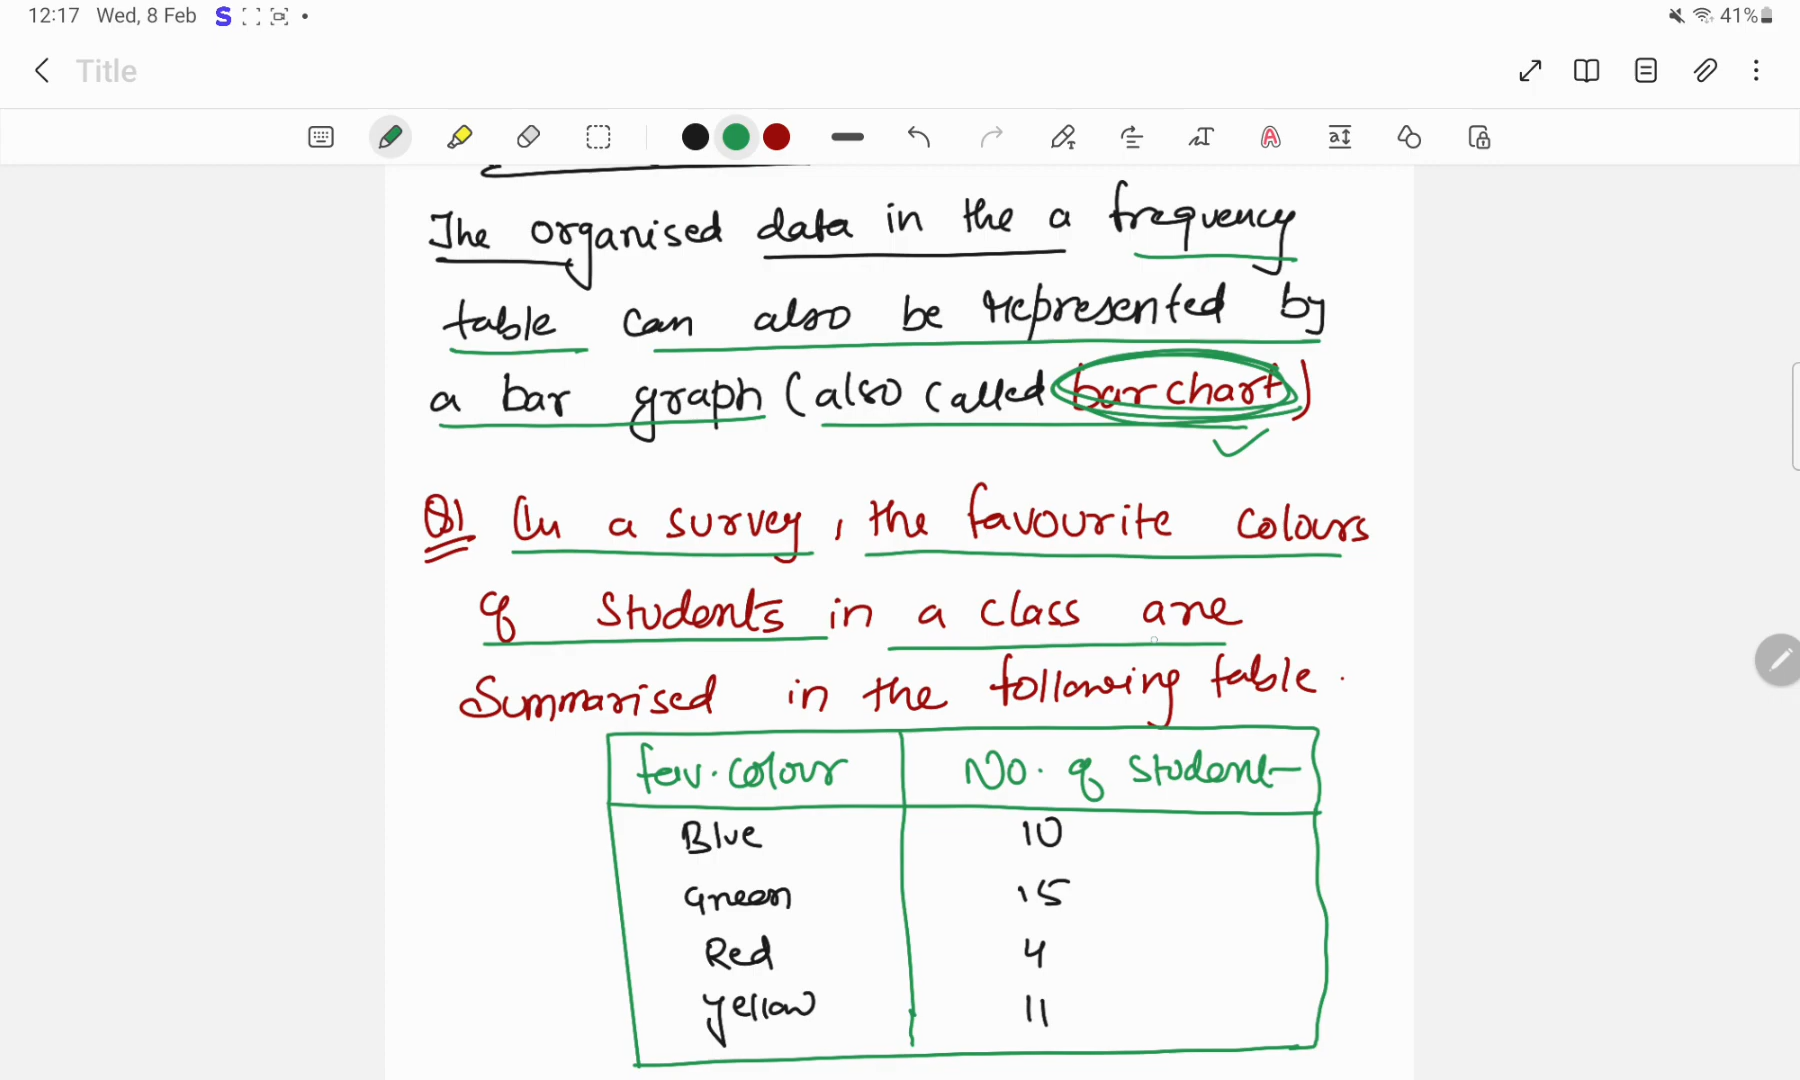 12:17 Wed, 8 Feb S 41%
Title
The organised data in the a frequency
table can also be represented by
a bar graph (also called bar chart)
Q1 In a survey, the favourite colours
of students in a class are
Summarised in the following table.
fav. colour No. of student
Blue 10
Green 15
Red 4
yellow 11